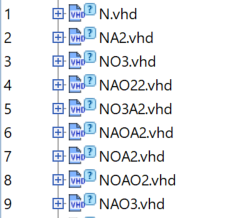 1 N.vhd
2 NA2.vhd
3 NO3.vhd
4 NAO22.vhd
5 NO3A2.vhd
6 NAOA2.vhd
7 NOA2.vhd
8 NOAO2.vhd
9 NAO3.vhd